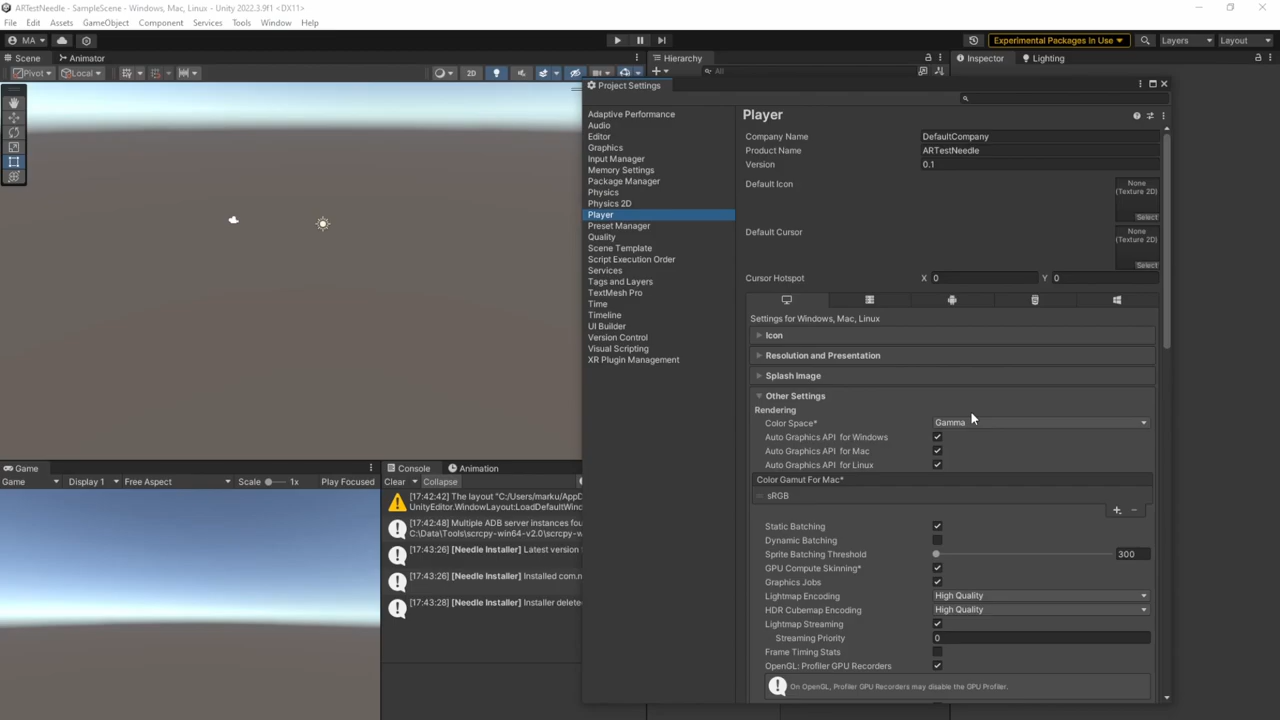 ARTestNeedle - SampleScene - Windows, Mac, Linux - Unity 2022.3.9f1 <DX11>
File Edit Assets GameObject Component Services Tools Window Help
MA Experimental Packages In Use Layers Layout
Scene Animator Hierarchy Inspector Lighting
Pivot Local 2D All
Project Settings
Adaptive Performance
Audio
Editor
Graphics
Input Manager
Memory Settings
Package Manager
Physics
Physics 2D
Player
Preset Manager
Quality
Scene Template
Script Execution Order
Services
Tags and Layers
TextMesh Pro
Time
Timeline
UI Builder
Version Control
Visual Scripting
XR Plugin Management
Player
Company Name DefaultCompany
Product Name ARTestNeedle
Version 0.1
Default Icon None
(Texture 2D)
Select
Default Cursor None
(Texture 2D)
Select
Cursor Hotspot X 0 Y 0
Settings for Windows, Mac, Linux
Icon
Resolution and Presentation
Splash Image
Other Settings
Rendering
Color Space* Gamma
Auto Graphics API for Windows
Auto Graphics API for Mac
Auto Graphics API for Linux
Color Gamut For Mac*
sRGB
Static Batching
Dynamic Batching
Sprite Batching Threshold 300
GPU Compute Skinning*
Graphics Jobs
Lightmap Encoding High Quality
HDR Cubemap Encoding High Quality
Lightmap Streaming
Streaming Priority 0
Frame Timing Stats
OpenGL: Profiler GPU Recorders
On OpenGL, Profiler GPU Recorders may disable the GPU Profiler.
Game Console Animation
Game Display 1 Free Aspect Scale 1x Play Focused Clear Collapse
[17:42:42] The layout "C:/Users/marku/AppD
UnityEditor.WindowLayout:LoadDefaultWin
[17:42:48] Multiple ADB server instances fou
C:\Data\Tools\scrcpy-win64-v2.0\scrcpy-w
[17:43:26] [Needle Installer] Latest version
[17:43:26] [Needle Installer] Installed com.n
[17:43:28] [Needle Installer] Installer delete